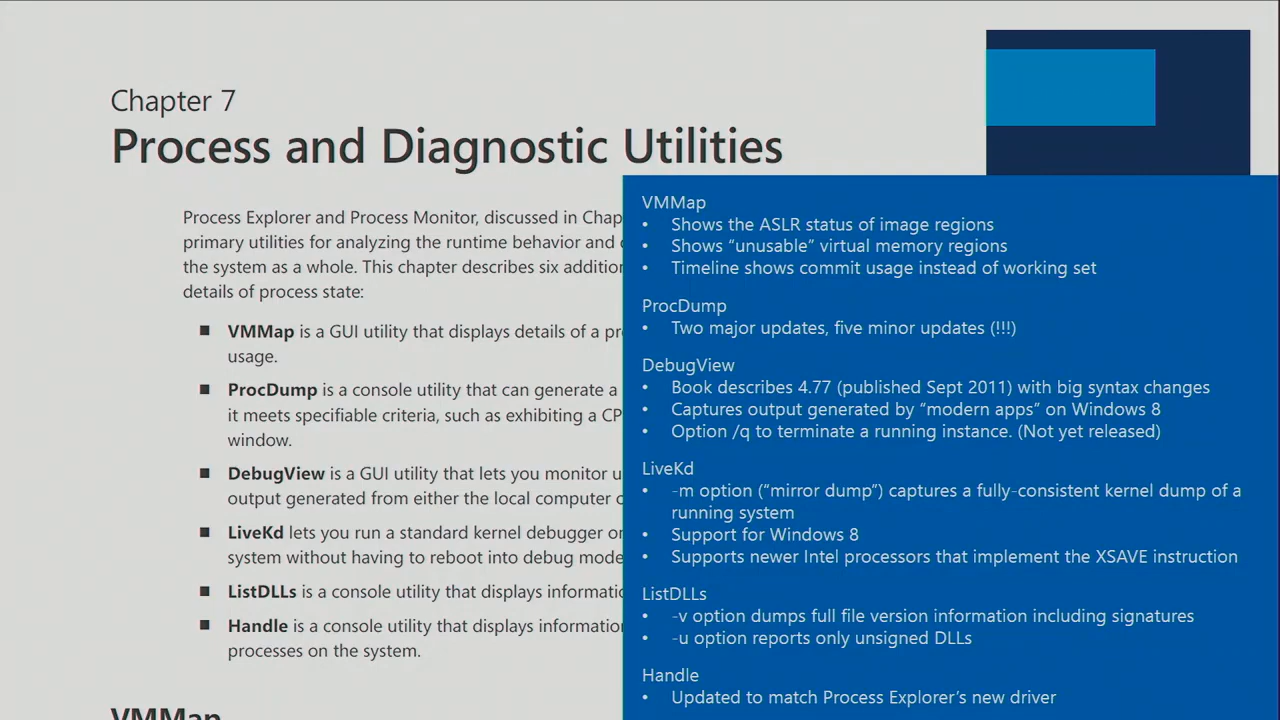 Chapter 7
Process and Diagnostic Utilities
Process Explorer and Process Monitor, discussed in Chap
primary utilities for analyzing the runtime behavior and
the system as a whole. This chapter describes six addition
details of process state:
■ VMMap is a GUI utility that displays details of a pr
usage.
■ ProcDump is a console utility that can generate a
it meets specifiable criteria, such as exhibiting a CP
window.
■ DebugView is a GUI utility that lets you monitor u
output generated from either the local computer o
■ LiveKd lets you run a standard kernel debugger on
system without having to reboot into debug mode
■ ListDLLs is a console utility that displays informatio
■ Handle is a console utility that displays information
processes on the system.
VMMap
VMMap
• Shows the ASLR status of image regions
• Shows “unusable” virtual memory regions
• Timeline shows commit usage instead of working set
ProcDump
• Two major updates, five minor updates (!!!)
DebugView
• Book describes 4.77 (published Sept 2011) with big syntax changes
• Captures output generated by “modern apps” on Windows 8
• Option /q to terminate a running instance. (Not yet released)
LiveKd
• -m option (“mirror dump”) captures a fully-consistent kernel dump of a
running system
• Support for Windows 8
• Supports newer Intel processors that implement the XSAVE instruction
ListDLLs
• -v option dumps full file version information including signatures
• -u option reports only unsigned DLLs
Handle
• Updated to match Process Explorer’s new driver